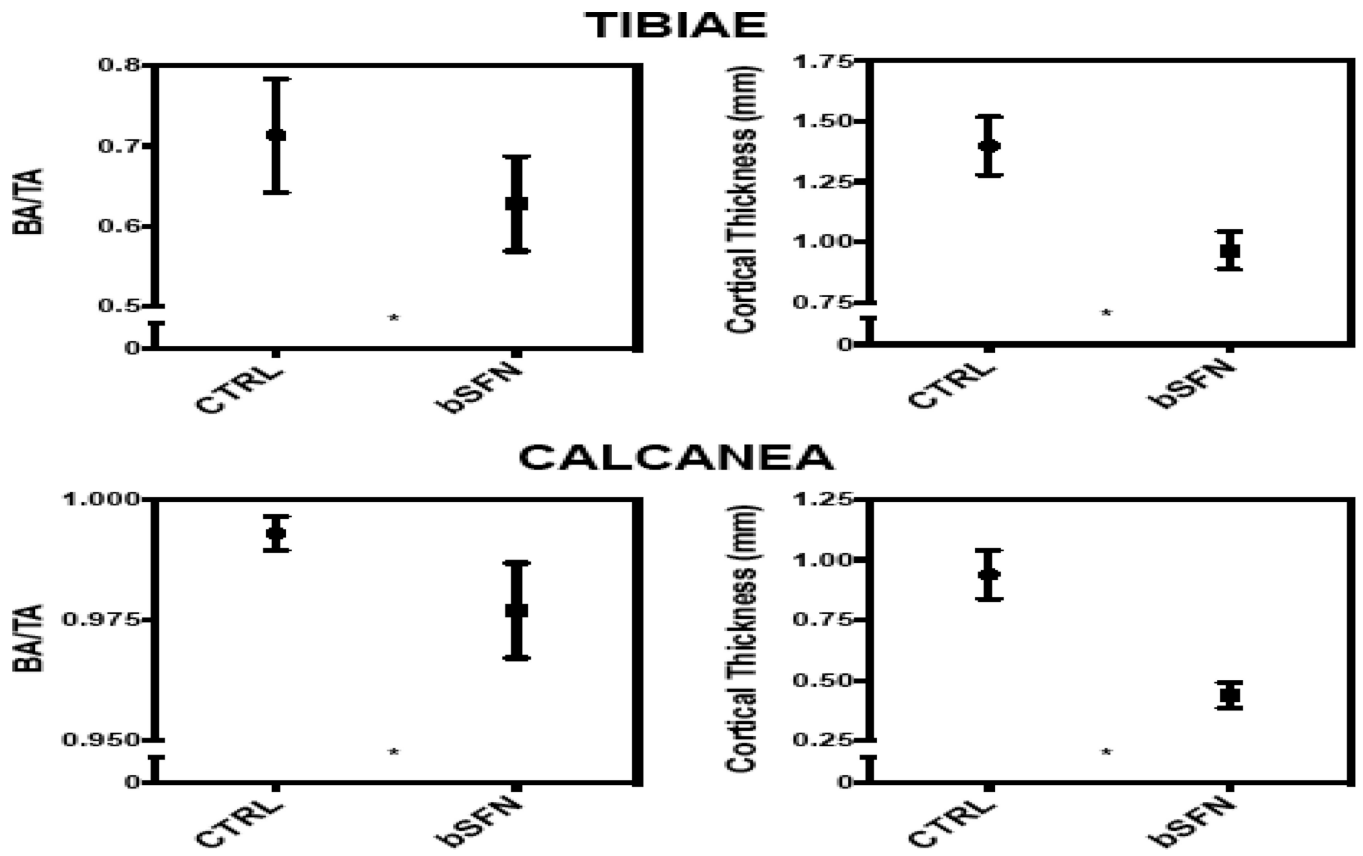 TIBIAE
BA/TA
0.8
0.7
0.6
0.5
0
*
CTRL
bSFN
Cortical Thickness (mm)
1.75
1.50
1.25
1.00
0.75
0
*
CTRL
bSFN
CALCANEA
BA/TA
1.000
0.975
0.950
0
*
CTRL
bSFN
Cortical Thickness (mm)
1.25
1.00
0.75
0.50
0.25
0
*
CTRL
bSFN